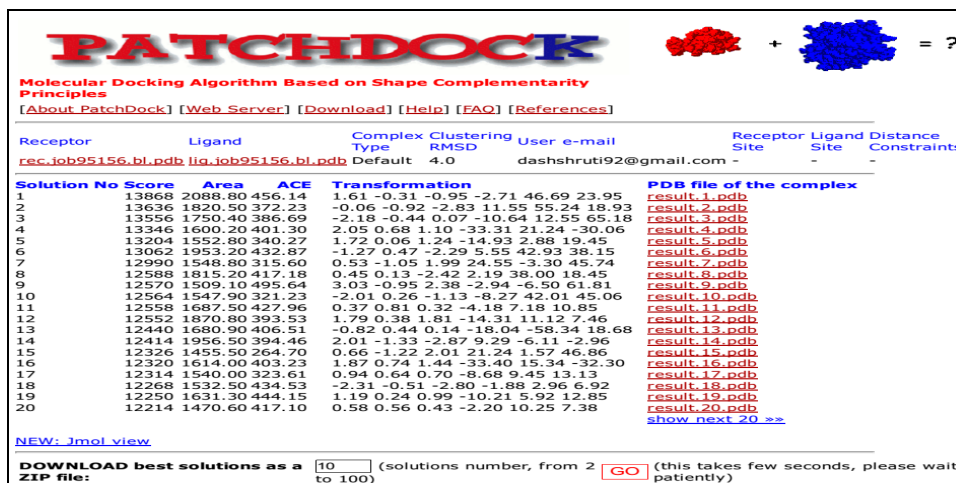 PATCHDOCK
+ = ?
Molecular Docking Algorithm Based on Shape Complementarity
Principles
[About PatchDock] [Web Server] [Download] [Help] [FAQ] [References]
Receptor Ligand Complex Type Clustering RMSD User e-mail Receptor Site Ligand Site Distance Constraints
rec.job95156.bl.pdb lig.job95156.bl.pdb Default 4.0 dashshruti92@gmail.com - - -
Solution No Score Area ACE Transformation PDB file of the complex
1 13868 2088.80 456.14 1.61 -0.31 -0.95 -2.71 46.69 23.95 result.1.pdb
2 13636 1820.50 372.23 -0.06 -0.92 -2.83 11.55 55.24 18.93 result.2.pdb
3 13556 1750.40 386.69 -2.18 -0.44 0.07 -10.64 12.55 65.18 result.3.pdb
4 13346 1600.20 401.30 2.05 0.68 1.10 -33.31 21.24 -30.06 result.4.pdb
5 13204 1552.80 340.27 1.72 0.06 1.24 -14.93 2.88 19.45 result.5.pdb
6 13062 1953.20 432.87 -1.27 0.47 -2.29 5.55 42.93 38.15 result.6.pdb
7 12990 1548.80 315.60 0.53 -1.05 1.99 24.55 -3.30 45.74 result.7.pdb
8 12588 1815.20 417.18 0.45 0.13 -2.42 2.19 38.00 18.45 result.8.pdb
9 12570 1509.10 495.64 3.03 -0.95 2.38 -2.94 -6.50 61.81 result.9.pdb
10 12564 1547.90 321.23 -2.01 0.26 -1.13 -8.27 42.01 45.06 result.10.pdb
11 12558 1687.50 427.96 0.37 0.81 0.32 -4.18 7.18 10.85 result.11.pdb
12 12552 1870.80 393.53 1.79 0.38 1.81 -14.31 11.12 7.46 result.12.pdb
13 12440 1680.90 406.51 -0.82 0.44 0.14 -18.04 -58.34 18.68 result.13.pdb
14 12414 1956.50 394.46 2.01 -1.33 -2.87 9.29 -6.11 -2.96 result.14.pdb
15 12326 1455.50 264.70 0.66 -1.22 2.01 21.24 1.57 46.86 result.15.pdb
16 12320 1614.00 403.23 1.87 0.74 1.44 -33.40 15.34 -32.30 result.16.pdb
17 12314 1540.00 323.61 0.94 0.64 0.70 -8.68 9.45 13.13 result.17.pdb
18 12268 1532.50 434.53 -2.31 -0.51 -2.80 -1.88 2.96 6.92 result.18.pdb
19 12250 1631.30 444.15 1.19 0.24 0.99 -10.21 5.92 12.85 result.19.pdb
20 12214 1470.60 417.10 0.58 0.56 0.43 -2.20 10.25 7.38 result.20.pdb
show next 20 »»
NEW: Jmol view
DOWNLOAD best solutions as a 10 (solutions number, from 2 GO (this takes few seconds, please wait
ZIP file: to 100) patiently)